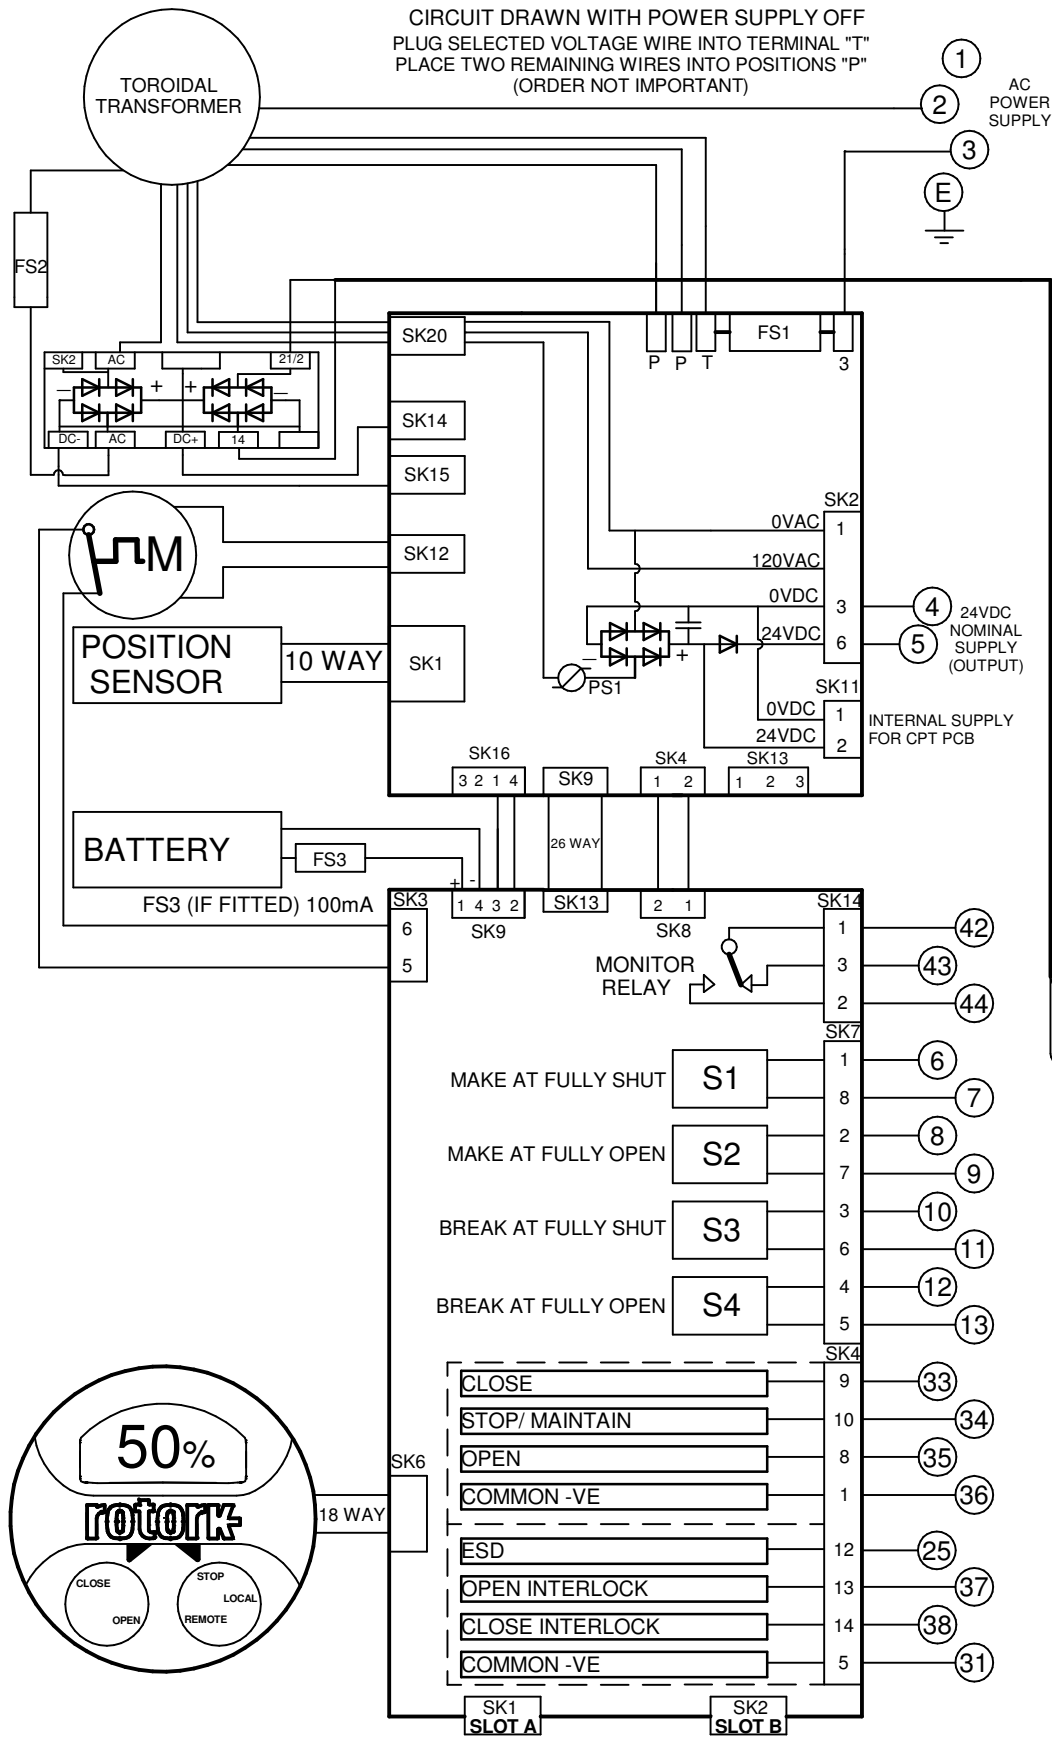 CIRCUIT DRAWN WITH POWER SUPPLY OFF
PLUG SELECTED VOLTAGE WIRE INTO TERMINAL "T"
PLACE TWO REMAINING WIRES INTO POSITIONS "P"
(ORDER NOT IMPORTANT)
TOROIDAL
TRANSFORMER
1
2
3
E
AC
POWER
SUPPLY
FS2
SK20
P
P
T
FS1
3
SK2
AC
21/2
−
+
+
−
DC-
AC
DC+
14
SK14
SK15
SK12
M
SK2
0VAC
1
120VAC
0VDC
3
4
24VDC
6
5
24VDC
NOMINAL
SUPPLY
(OUTPUT)
POSITION
SENSOR
10 WAY
SK1
−
+
PS1
SK11
0VDC
1
24VDC
2
INTERNAL SUPPLY
FOR CPT PCB
SK16
3 2 1 4
SK9
SK4
1 2
SK13
1 2 3
BATTERY
FS3
26 WAY
+ -
FS3 (IF FITTED) 100mA
SK3
6
5
1 4 3 2
SK9
SK13
2 1
SK8
SK14
MONITOR
RELAY
1
42
3
43
2
44
SK7
MAKE AT FULLY SHUT
S1
1
6
8
7
MAKE AT FULLY OPEN
S2
2
8
7
9
BREAK AT FULLY SHUT
S3
3
10
6
11
BREAK AT FULLY OPEN
S4
4
12
5
13
SK4
CLOSE
9
33
STOP/ MAINTAIN
10
34
OPEN
8
35
COMMON -VE
1
36
ESD
12
25
OPEN INTERLOCK
13
37
CLOSE INTERLOCK
14
38
COMMON -VE
5
31
50%
rotork
CLOSE
OPEN
STOP
LOCAL
REMOTE
18 WAY
SK6
SK1
SLOT A
SK2
SLOT B